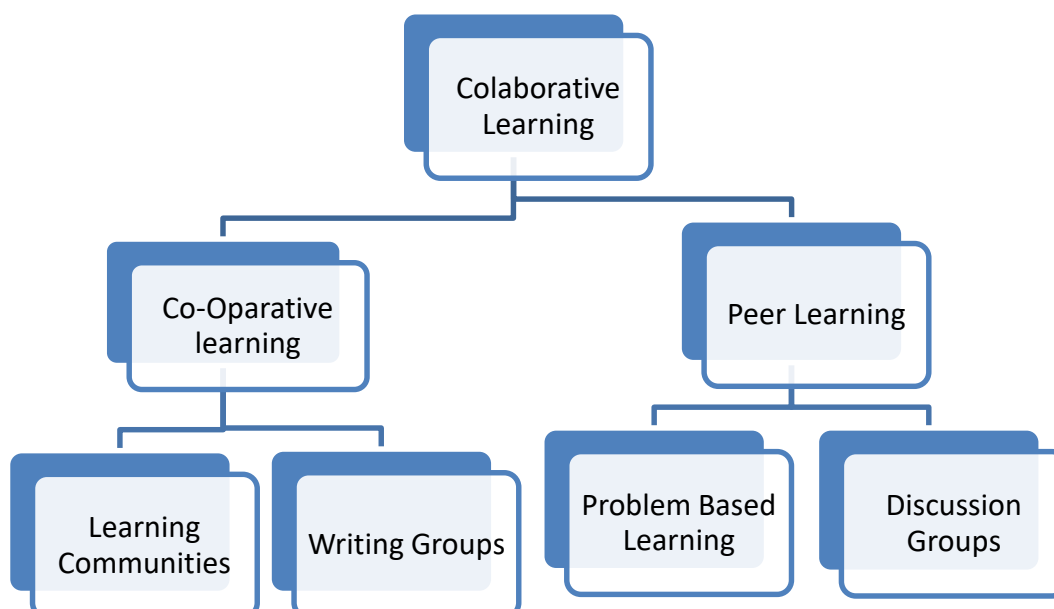 Colaborative
Learning
Co-Oparative
learning
Peer Learning
Learning
Communities
Writing Groups
Problem Based
Learning
Discussion
Groups